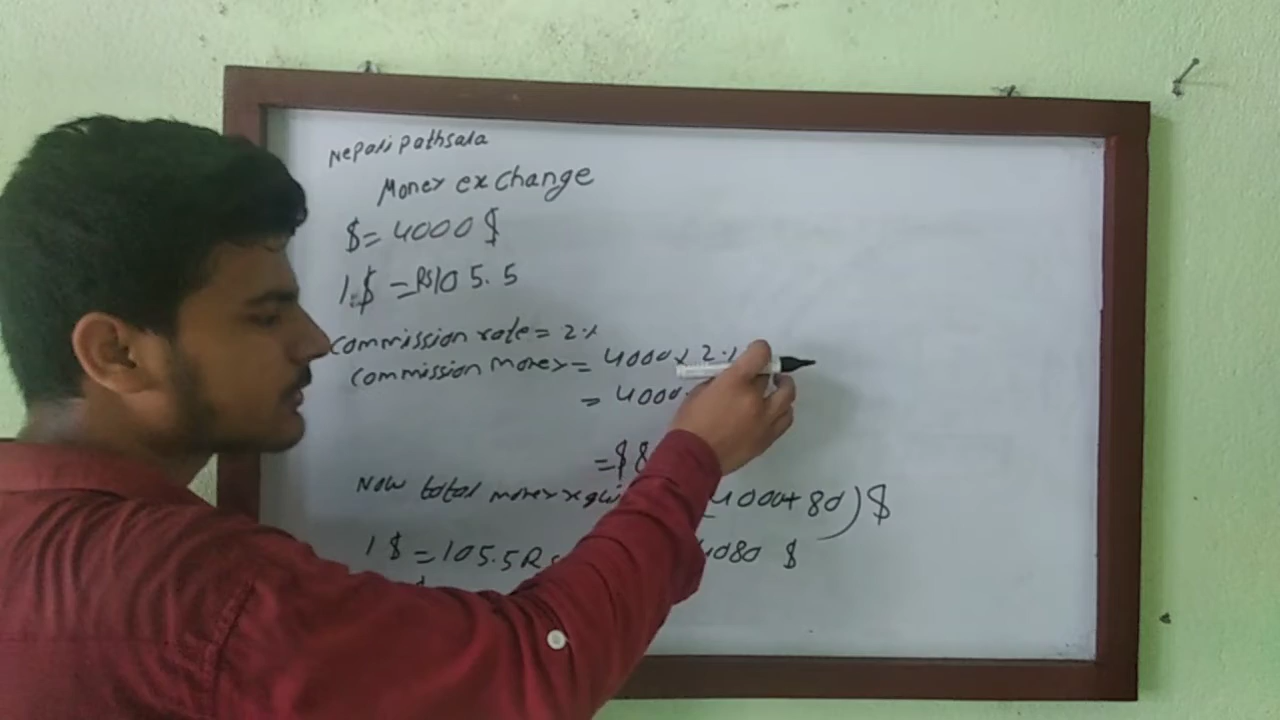 Nepali pathsala
Money exchange
$ = 4000 $
1 $ = Rs 105.5
commission rate = 2%
commission money = 4000 x 2%
= 4000
= $ 8
Now total money (4000 + 80) $
1 $ = 105.5 Rs 4080 $